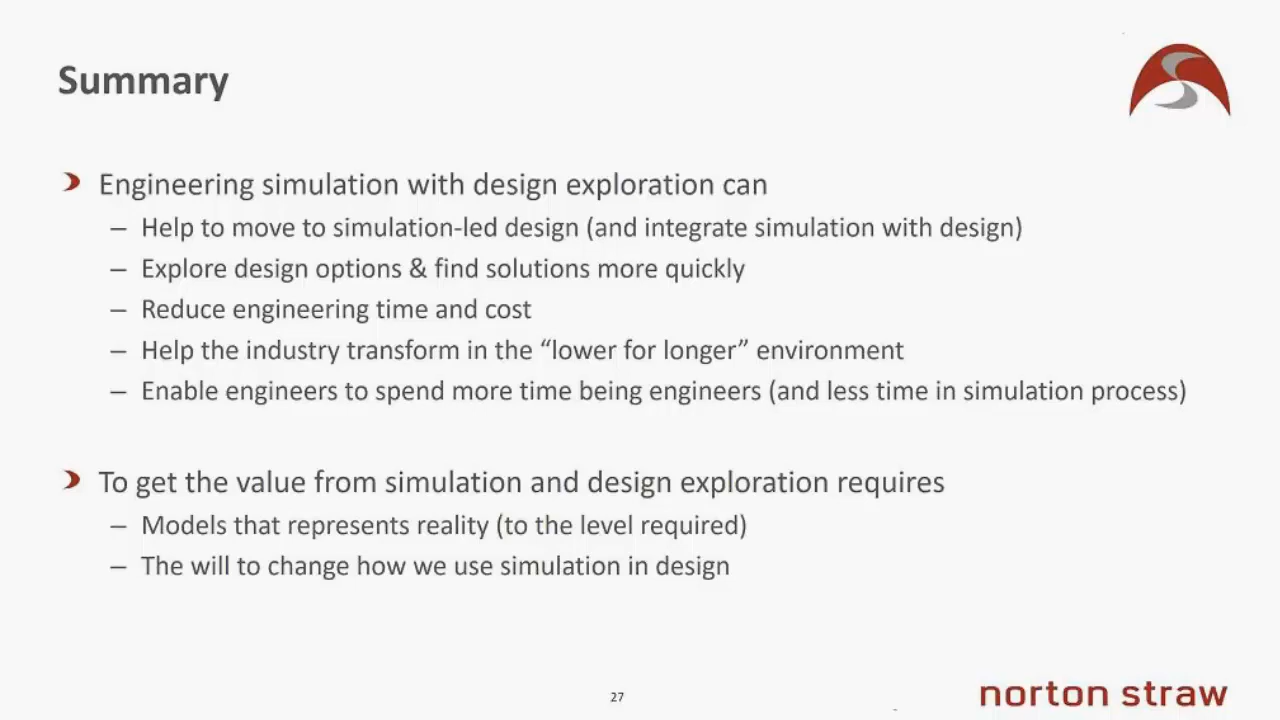 Summary
Engineering simulation with design exploration can
– Help to move to simulation-led design (and integrate simulation with design)
– Explore design options & find solutions more quickly
– Reduce engineering time and cost
– Help the industry transform in the “lower for longer” environment
– Enable engineers to spend more time being engineers (and less time in simulation process)
To get the value from simulation and design exploration requires
– Models that represents reality (to the level required)
– The will to change how we use simulation in design
27
norton straw